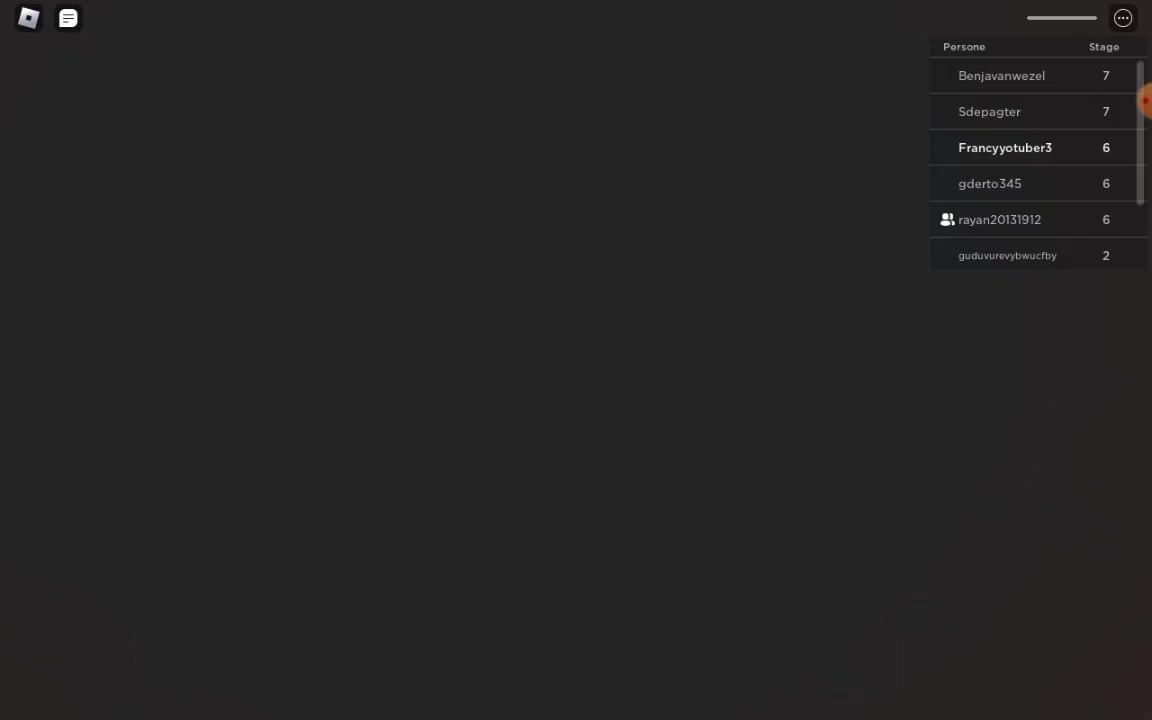 Persone Stage
Benjavanwezel 7
Sdepagter 7
Francyyotuber3 6
gderto345 6
rayan20131912 6
guduvurevybwucfby 2